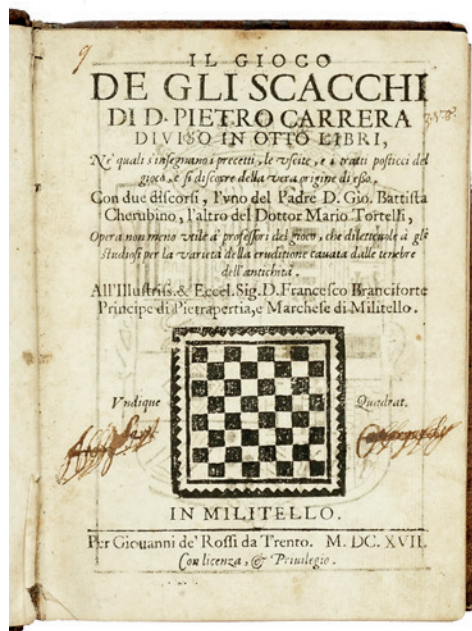 9
IL GIOCO
DE GLI SCACCHI
DI D. PIETRO CARRERA
DIVISO IN OTTO LIBRI,
Ne' quali s'insegnano i precetti, le vscite, e i tratti posticci del
gioco, e si discorre della vera origine di esso.
Con due discorsi, l'vno del Padre D. Gio. Battista
Cherubino, l'altro del Dottor Mario Tortelli,
Opera non meno vtile a' professori del gioco, che diletteuole à gli
studiosi per la varietà della eruditione cauata dalle tenebre
dell'antichità.
All'Illustriss. & Eccel. Sig. D. Francesco Branciforte
Principe di Pietrapertia, e Marchese di Militello.
Vndique Quadrat.
IN MILITELLO.
Per Giouanni de' Rossi da Trento. M. DC. XVII.
Con licenza, & Priuilegio.